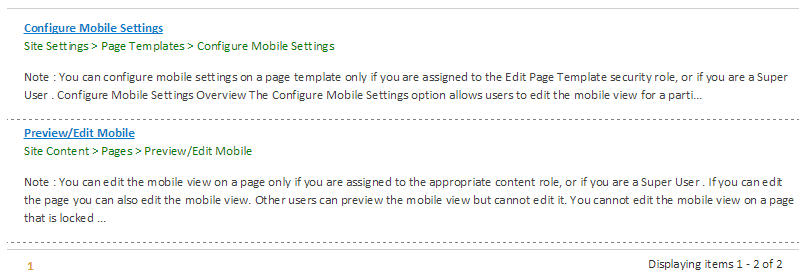 Configure Mobile Settings
Site Settings > Page Templates > Configure Mobile Settings
Note : You can configure mobile settings on a page template only if you are assigned to the Edit Page Template security role, or if you are a Super
User . Configure Mobile Settings Overview The Configure Mobile Settings option allows users to edit the mobile view for a parti...
Preview/Edit Mobile
Site Content > Pages > Preview/Edit Mobile
Note : You can edit the mobile view on a page only if you are assigned to the appropriate content role, or if you are a Super User . If you can edit
the page you can also edit the mobile view. Other users can preview the mobile view but cannot edit it. You cannot edit the mobile view on a page
that is locked ...
1
Displaying items 1 - 2 of 2